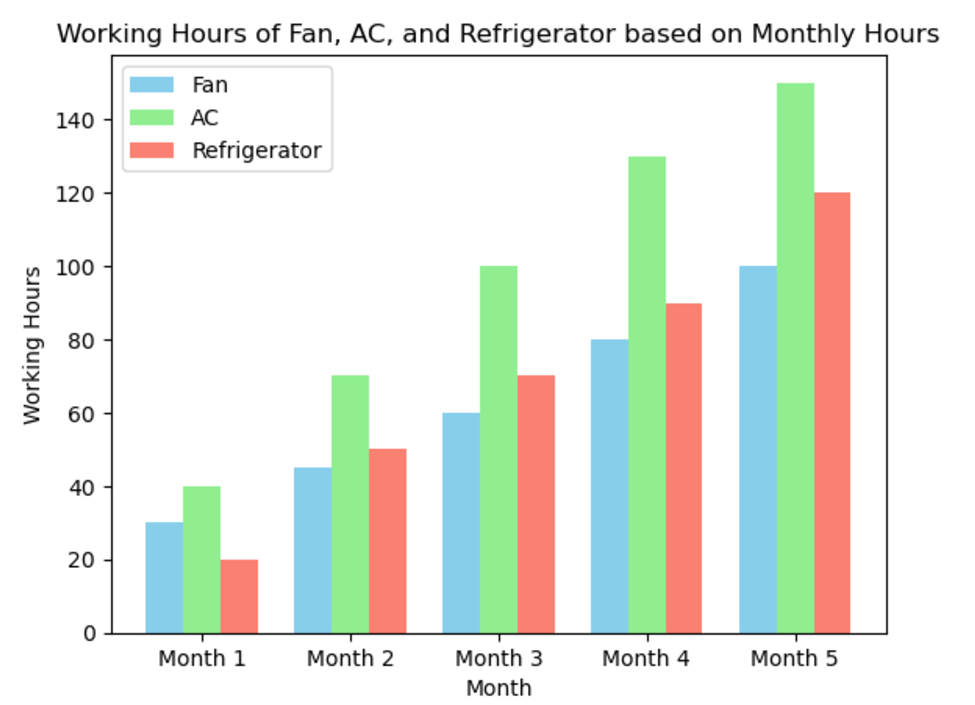 Working Hours of Fan, AC, and Refrigerator based on Monthly Hours
Fan
AC
Refrigerator
Working Hours
140
120
100
80
60
40
20
0
Month 1 Month 2 Month 3 Month 4 Month 5
Month